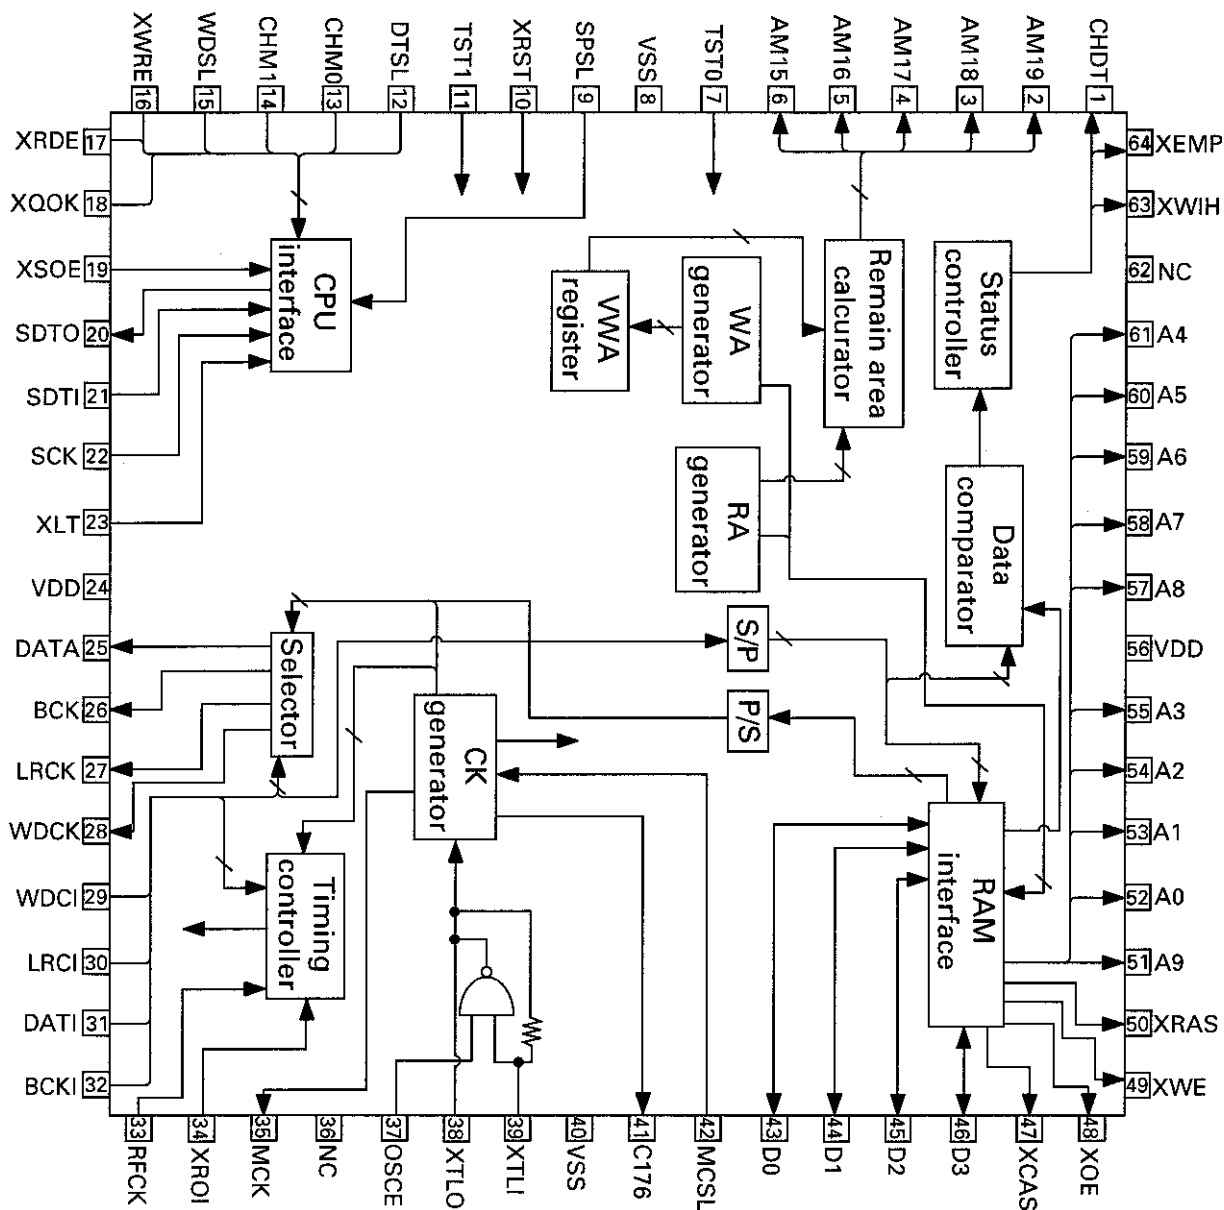 XWRE 16
WDSL 15
CHM1 14
CHM0 13
DTSL 12
TST1 11
XRST 10
SPSL 9
VSS 8
TST0 7
AM15 6
AM16 5
AM17 4
AM18 3
AM19 2
CHDT 1
XRDE 17
XQOK 18
XSOE 19
SDTO 20
SDTI 21
SCK 22
XLT 23
VDD 24
DATA 25
BCK 26
LRCK 27
WDCK 28
WDCI 29
LRCI 30
DATI 31
BCKI 32
CPU
interface
VWA
register
WA
generator
Remain area
calcurator
Status
controller
RA
generator
Data
comparator
Selector
S/P
P/S
CK
generator
Timing
controller
RAM
interface
64 XEMP
63 XWIH
62 NC
61 A4
60 A5
59 A6
58 A7
57 A8
56 VDD
55 A3
54 A2
53 A1
52 A0
51 A9
50 XRAS
49 XWE
33 RFCK
34 XROI
35 MCK
36 NC
37 OSCE
38 XTLO
39 XTLI
40 VSS
41 C176
42 MCSL
43 D0
44 D1
45 D2
46 D3
47 XCAS
48 XOE